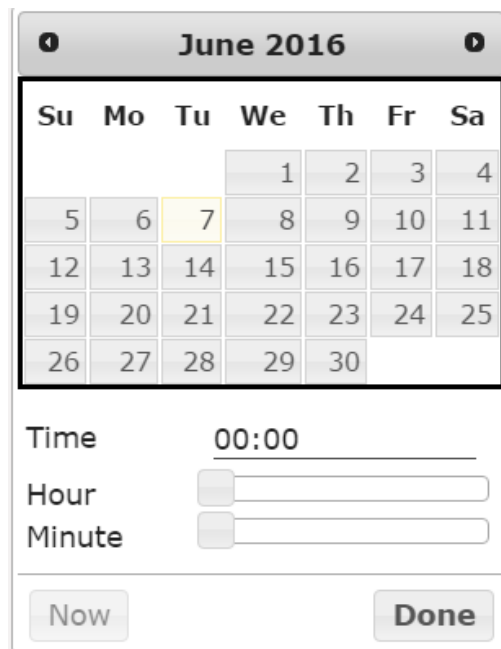 June 2016
Su Mo Tu We Th Fr Sa
1 2 3 4
5 6 7 8 9 10 11
12 13 14 15 16 17 18
19 20 21 22 23 24 25
26 27 28 29 30
Time 00:00
Hour
Minute
Now Done